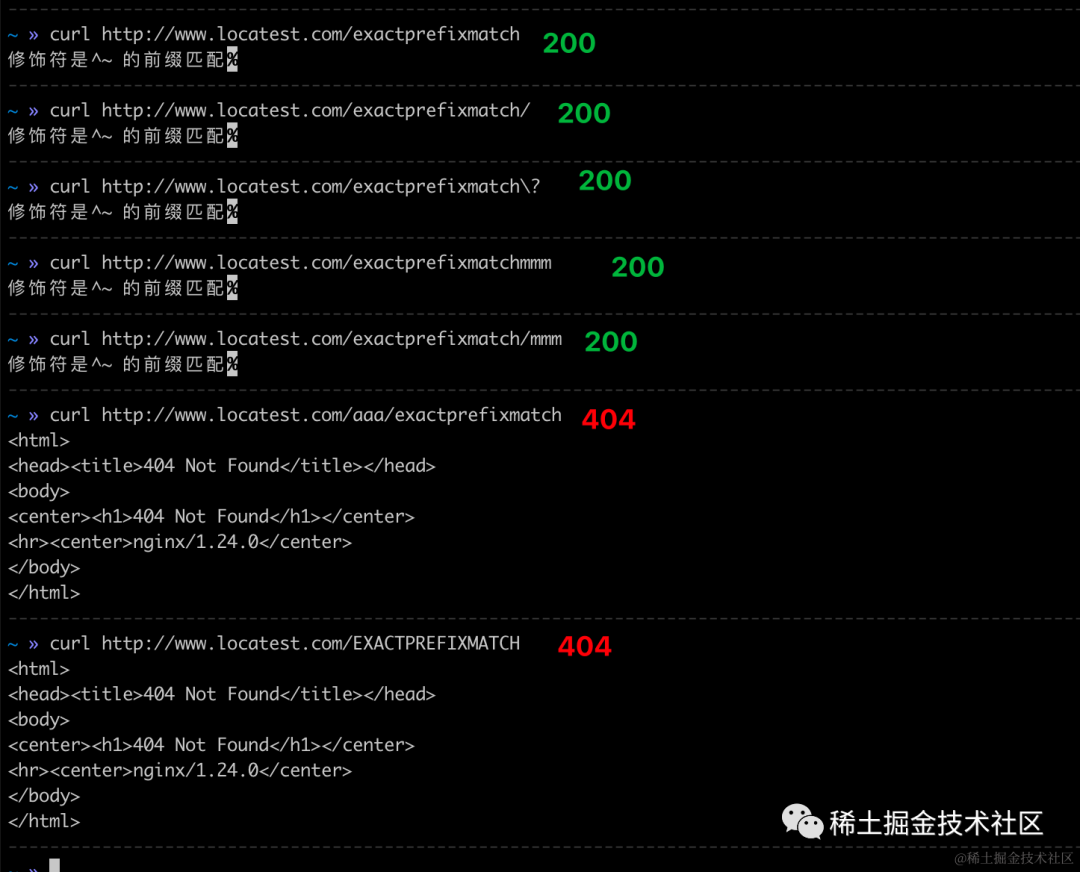 ~ » curl http://www.locatest.com/exactprefixmatch 200
修饰符是^~ 的前缀匹配%
~ » curl http://www.locatest.com/exactprefixmatch/ 200
修饰符是^~ 的前缀匹配%
~ » curl http://www.locatest.com/exactprefixmatch\? 200
修饰符是^~ 的前缀匹配%
~ » curl http://www.locatest.com/exactprefixmatchmmm 200
修饰符是^~ 的前缀匹配%
~ » curl http://www.locatest.com/exactprefixmatch/mmm 200
修饰符是^~ 的前缀匹配%
~ » curl http://www.locatest.com/aaa/exactprefixmatch 404
<html>
<head><title>404 Not Found</title></head>
<body>
<center><h1>404 Not Found</h1></center>
<hr><center>nginx/1.24.0</center>
</body>
</html>
~ » curl http://www.locatest.com/EXACTPREFIXMATCH 404
<html>
<head><title>404 Not Found</title></head>
<body>
<center><h1>404 Not Found</h1></center>
<hr><center>nginx/1.24.0</center>
</body>
</html>
稀土掘金技术社区
@稀土掘金技术社区
~ »